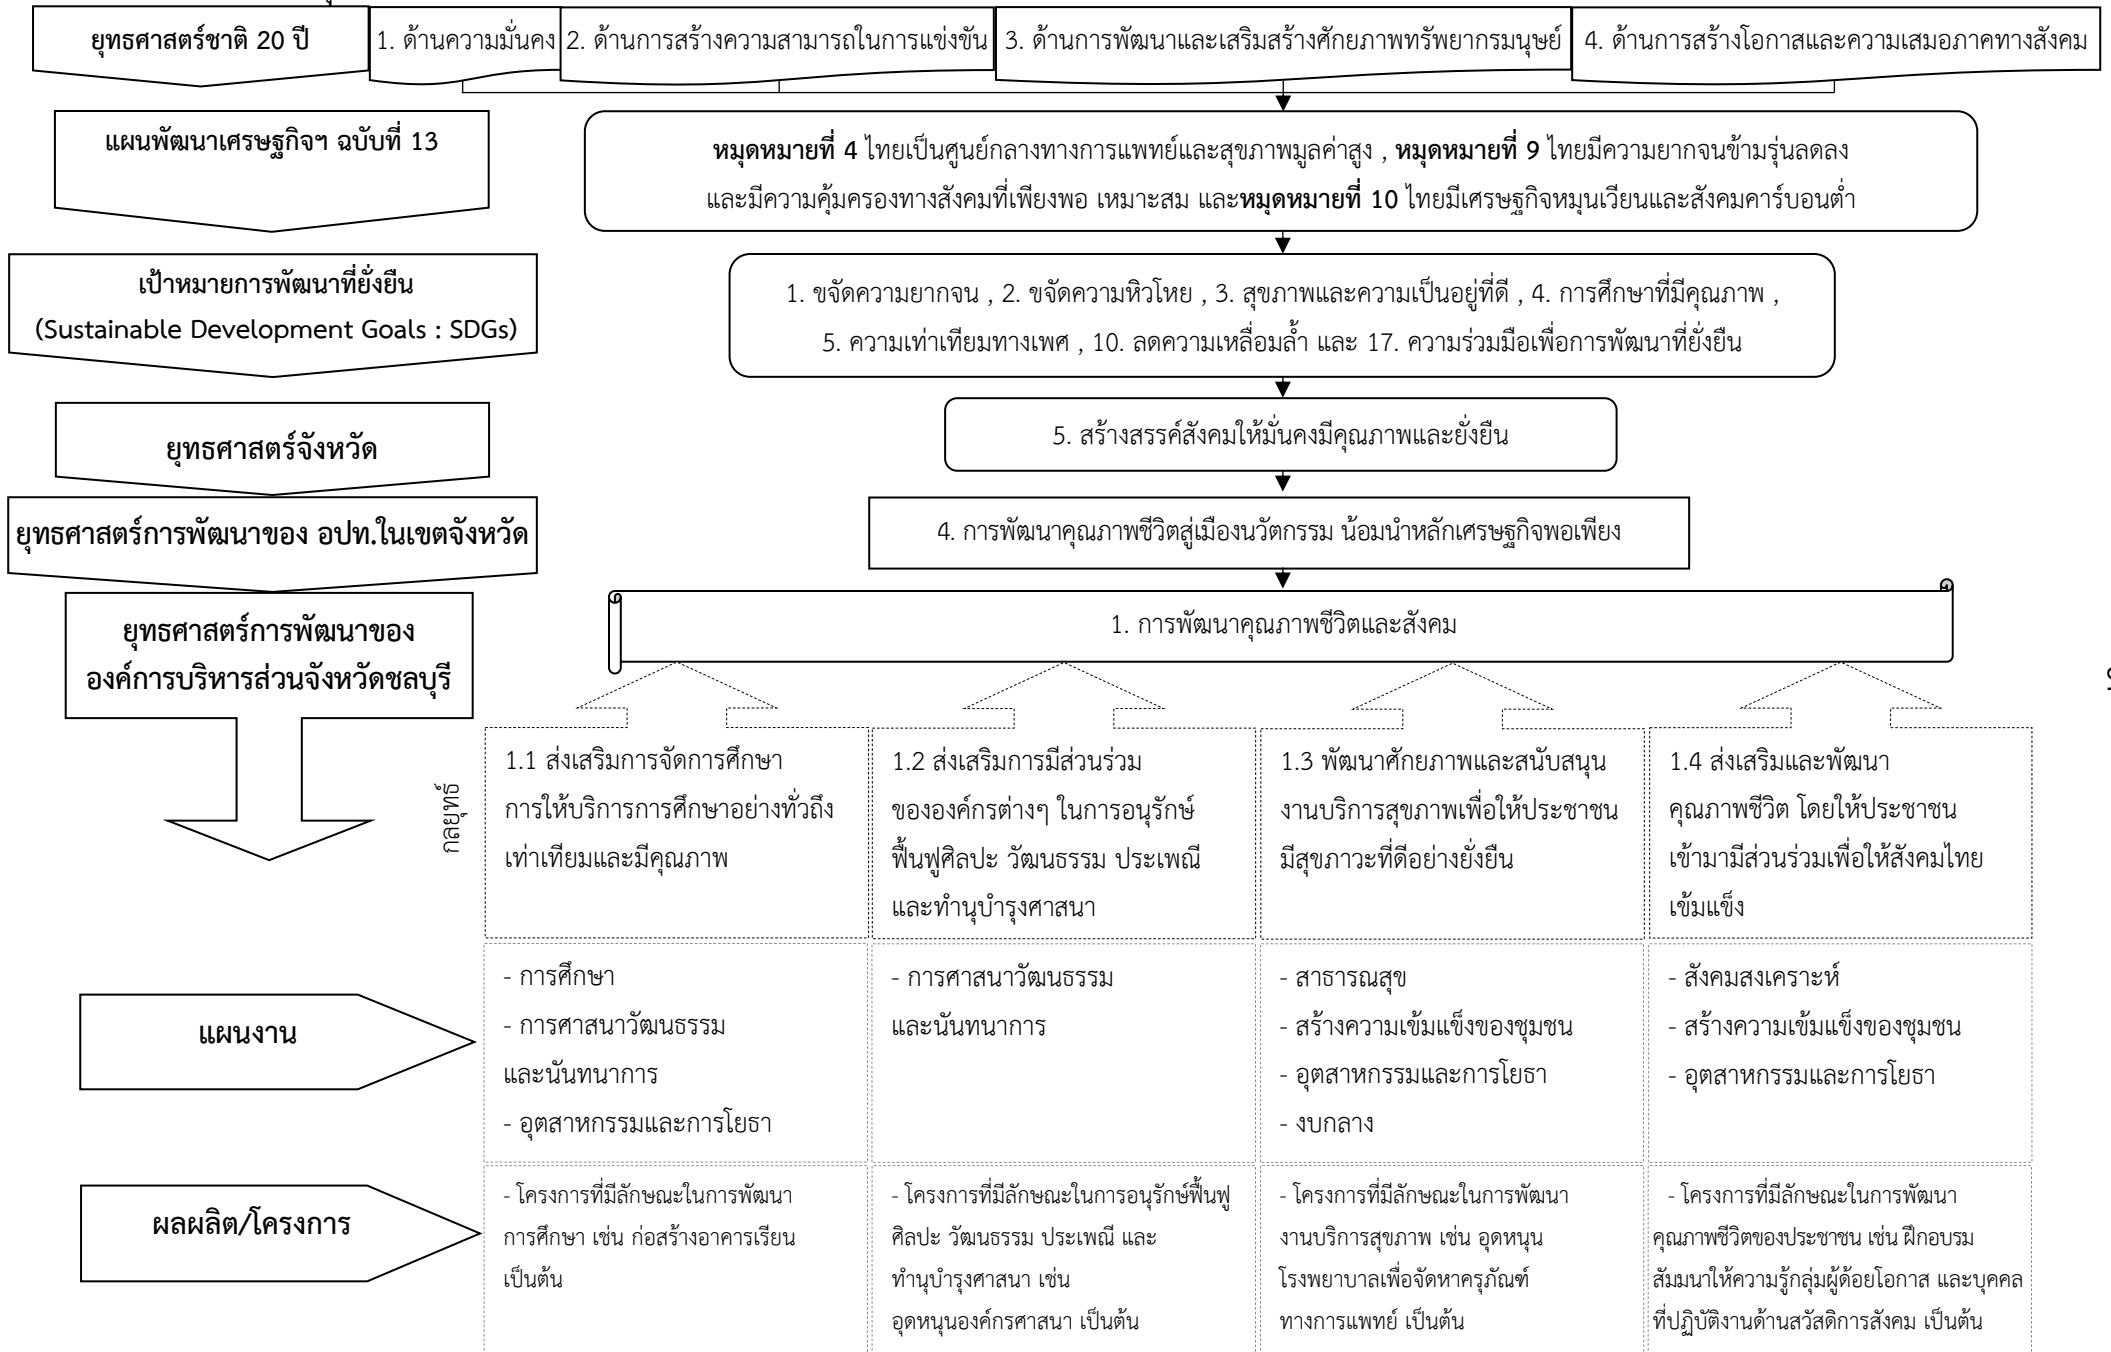 ยุทธศาสตร์ชาติ 20 ปี
1. ด้านความมั่นคง
2. ด้านการสร้างความสามารถในการแข่งขัน
3. ด้านการพัฒนาและเสริมสร้างศักยภาพทรัพยากรมนุษย์
4. ด้านการสร้างโอกาสและความเสมอภาคทางสังคม
แผนพัฒนาเศรษฐกิจฯ ฉบับที่ 13
หมุดหมายที่ 4 ไทยเป็นศูนย์กลางทางการแพทย์และสุขภาพมูลค่าสูง , หมุดหมายที่ 9 ไทยมีความยากจนข้ามรุ่นลดลง
และมีความคุ้มครองทางสังคมที่เพียงพอ เหมาะสม และหมุดหมายที่ 10 ไทยมีเศรษฐกิจหมุนเวียนและสังคมคาร์บอนต่ำ
เป้าหมายการพัฒนาที่ยั่งยืน
(Sustainable Development Goals : SDGs)
1. ขจัดความยากจน , 2. ขจัดความหิวโหย , 3. สุขภาพและความเป็นอยู่ที่ดี , 4. การศึกษาที่มีคุณภาพ ,
5. ความเท่าเทียมทางเพศ , 10. ลดความเหลื่อมล้ำ และ 17. ความร่วมมือเพื่อการพัฒนาที่ยั่งยืน
ยุทธศาสตร์จังหวัด
5. สร้างสรรค์สังคมให้มั่นคงมีคุณภาพและยั่งยืน
ยุทธศาสตร์การพัฒนาของ อปท.ในเขตจังหวัด
4. การพัฒนาคุณภาพชีวิตสู่เมืองนวัตกรรม น้อมนำหลักเศรษฐกิจพอเพียง
ยุทธศาสตร์การพัฒนาของ
องค์การบริหารส่วนจังหวัดชลบุรี
1. การพัฒนาคุณภาพชีวิตและสังคม
กลยุทธ์
1.1 ส่งเสริมการจัดการศึกษา
การให้บริการการศึกษาอย่างทั่วถึง
เท่าเทียมและมีคุณภาพ
1.2 ส่งเสริมการมีส่วนร่วม
ขององค์กรต่างๆ ในการอนุรักษ์
ฟื้นฟูศิลปะ วัฒนธรรม ประเพณี
และทำนุบำรุงศาสนา
1.3 พัฒนาศักยภาพและสนับสนุน
งานบริการสุขภาพเพื่อให้ประชาชน
มีสุขภาวะที่ดีอย่างยั่งยืน
1.4 ส่งเสริมและพัฒนา
คุณภาพชีวิต โดยให้ประชาชน
เข้ามามีส่วนร่วมเพื่อให้สังคมไทย
เข้มแข็ง
แผนงาน
- การศึกษา
- การศาสนาวัฒนธรรม
และนันทนาการ
- อุตสาหกรรมและการโยธา
- การศาสนาวัฒนธรรม
และนันทนาการ
- สาธารณสุข
- สร้างความเข้มแข็งของชุมชน
- อุตสาหกรรมและการโยธา
- งบกลาง
- สังคมสงเคราะห์
- สร้างความเข้มแข็งของชุมชน
- อุตสาหกรรมและการโยธา
ผลผลิต/โครงการ
- โครงการที่มีลักษณะในการพัฒนา
การศึกษา เช่น ก่อสร้างอาคารเรียน
เป็นต้น
- โครงการที่มีลักษณะในการอนุรักษ์ฟื้นฟู
ศิลปะ วัฒนธรรม ประเพณี และ
ทำนุบำรุงศาสนา เช่น
อุดหนุนองค์กรศาสนา เป็นต้น
- โครงการที่มีลักษณะในการพัฒนา
งานบริการสุขภาพ เช่น อุดหนุน
โรงพยาบาลเพื่อจัดหาครุภัณฑ์
ทางการแพทย์ เป็นต้น
- โครงการที่มีลักษณะในการพัฒนา
คุณภาพชีวิตของประชาชน เช่น ฝึกอบรม
สัมมนาให้ความรู้กลุ่มผู้ด้อยโอกาส และบุคคล
ที่ปฏิบัติงานด้านสวัสดิการสังคม เป็นต้น